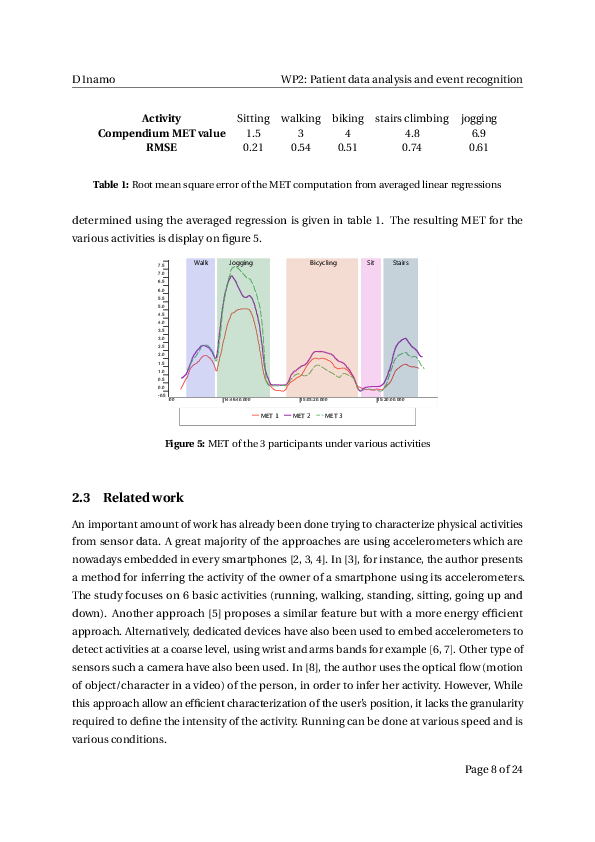 D1namo WP2: Patient data analysis and event recognition
Activity Sitting walking biking stairs climbing jogging
Compendium MET value 1.5 3 4 4.8 6.9
RMSE 0.21 0.54 0.51 0.74 0.61
Table 1: Root mean square error of the MET computation from averaged linear regressions
determined using the averaged regression is given in table 1. The resulting MET for the
various activities is display on figure 5.
Walk Jogging Bicycling Sit Stairs
7.5
7.0
6.5
6.0
5.5
5.0
4.5
4.0
3.5
3.0
2.5
2.0
1.5
1.0
0.5
0.0
-0.5
MET 1 MET 2 MET 3
Figure 5: MET of the 3 participants under various activities
2.3 Related work
An important amount of work has already been done trying to characterize physical activities
from sensor data. A great majority of the approaches are using accelerometers which are
nowadays embedded in every smartphones [2, 3, 4]. In [3], for instance, the author presents
a method for inferring the activity of the owner of a smartphone using its accelerometers.
The study focuses on 6 basic activities (running, walking, standing, sitting, going up and
down). Another approach [5] proposes a similar feature but with a more energy efficient
approach. Alternatively, dedicated devices have also been used to embed accelerometers to
detect activities at a coarse level, using wrist and arms bands for example [6, 7]. Other type of
sensors such a camera have also been used. In [8], the author uses the optical flow (motion
of object/character in a video) of the person, in order to infer her activity. However, While
this approach allow an efficient characterization of the user's position, it lacks the granularity
required to define the intensity of the activity. Running can be done at various speed and is
various conditions.
Page 8 of 24